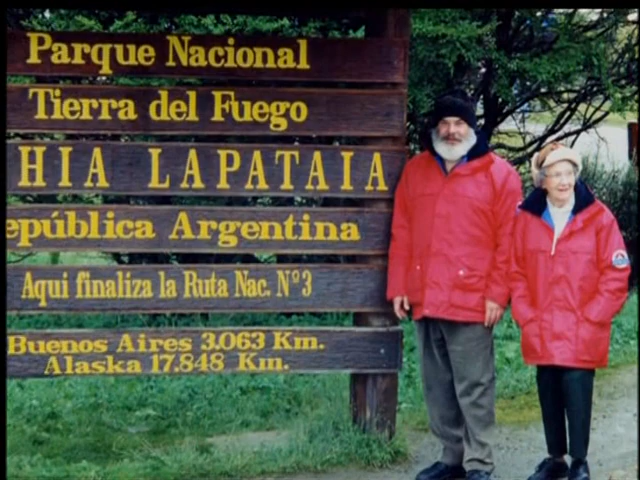 Parque Nacional
Tierra del Fuego
HIA LAPATAIA
epública Argentina
Aqui finaliza la Ruta Nac. N°3
Buenos Aires 3.063 Km.
Alaska 17.848 Km.